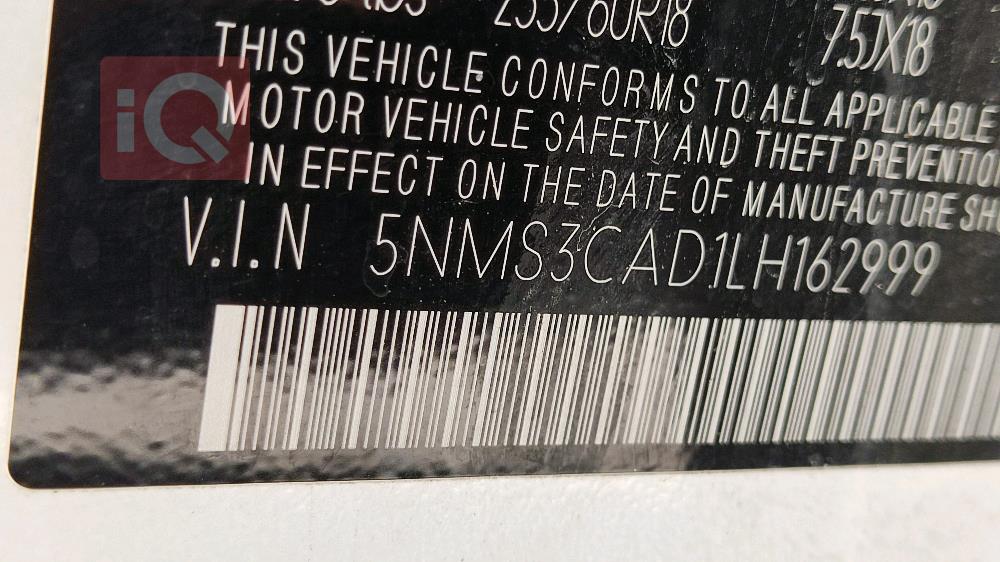 235/60R18 7.5JX18
THIS VEHICLE CONFORMS TO ALL APPLICABLE
MOTOR VEHICLE SAFETY AND THEFT PREVENTION
IN EFFECT ON THE DATE OF MANUFACTURE
V.I.N 5NMS3CAD1LH162999
iQ